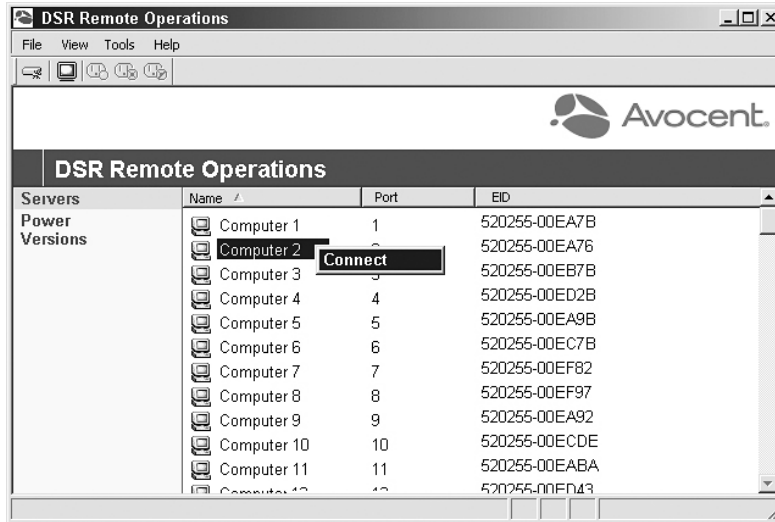 DSR Remote Operations
File View Tools Help
Avocent.
DSR Remote Operations
Servers
Power
Versions
Name Port EID
Computer 1 1 520255-00EA7B
Computer 2 520255-00EA76
Connect
Computer 3 520255-00EB7B
Computer 4 4 520255-00ED2B
Computer 5 5 520255-00EA9B
Computer 6 6 520255-00EC7B
Computer 7 7 520255-00EF82
Computer 8 8 520255-00EF97
Computer 9 9 520255-00EA92
Computer 10 10 520255-00ECDE
Computer 11 11 520255-00EABA